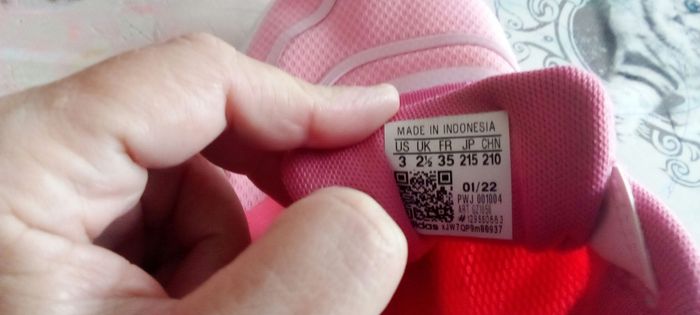 MADE IN INDONESIA
US UK FR JP CHN
3 2½ 35 215 210
01/22
PWJ 001004
ART
adidas